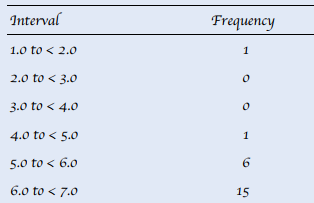 Interval Frequency
1.0 to < 2.0 1
2.0 to < 3.0 0
3.0 to < 4.0 0
4.0 to < 5.0 1
5.0 to < 6.0 6
6.0 to < 7.0 15